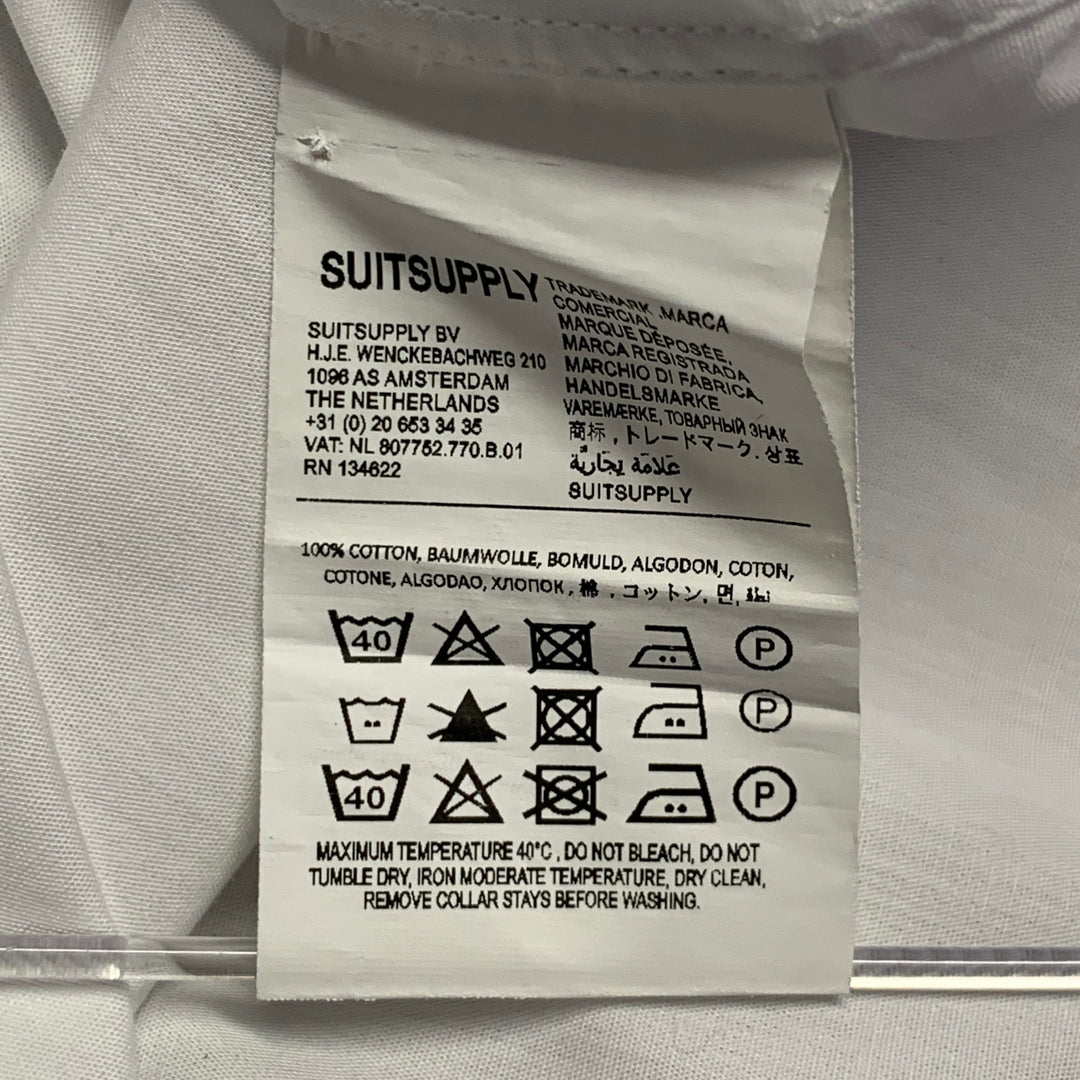 SUITSUPPLY
SUITSUPPLY BV
H.J.E. WENCKEBACHWEG 210
1096 AS AMSTERDAM
THE NETHERLANDS
+31 (0) 20 653 34 35
VAT: NL 807752.770.B.01
RN 134622
TRADEMARK ,MARCA
COMERCIAL
MARQUE DÉPOSÉE,
MARCA REGISTRADA
MARCHIO DI FABRICA,
HANDELSMARKE
VAREMÆRKE, ТОВАРНЫЙ ЗНАК
商标 , トレードマーク. 상표
SUITSUPPLY
100% COTTON, BAUMWOLLE, BOMULD, ALGODON, COTON,
COTONE, ALGODAO, ХЛОПОК , 棉 , コットン, 면,
40 P
P
40 P
MAXIMUM TEMPERATURE 40°C , DO NOT BLEACH, DO NOT
TUMBLE DRY, IRON MODERATE TEMPERATURE, DRY CLEAN,
REMOVE COLLAR STAYS BEFORE WASHING.